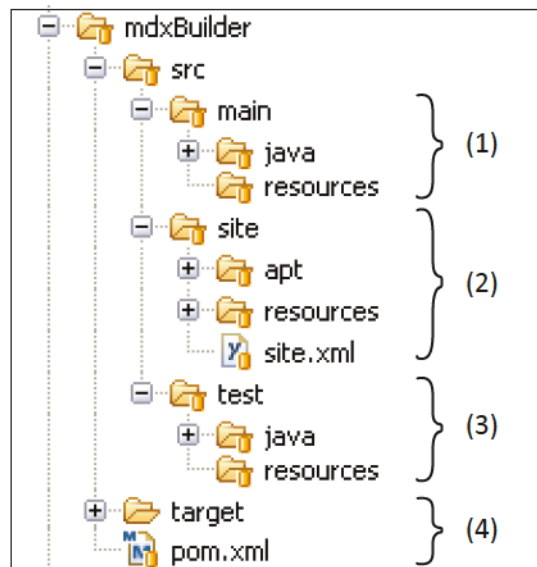 mdxBuilder
src
main
java (1)
resources
site
apt
resources (2)
site.xml
test
java (3)
resources
target
pom.xml (4)